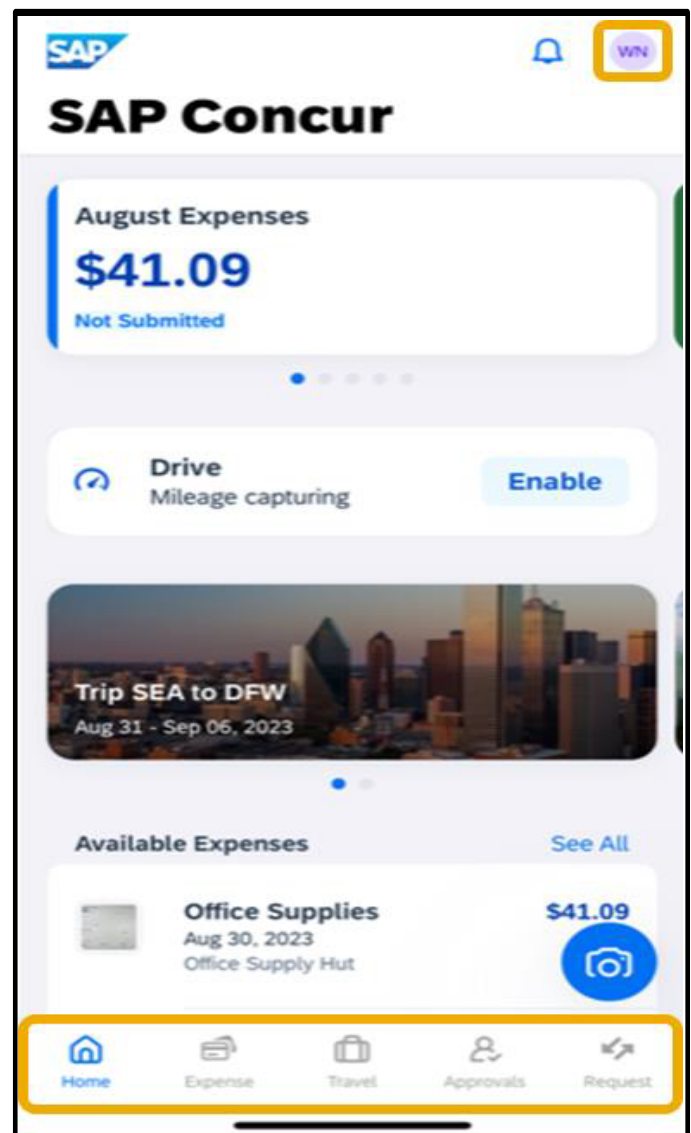 SAP
WN
SAP Concur
August Expenses
$41.09
Not Submitted
Drive
Mileage capturing
Enable
Trip SEA to DFW
Aug 31 - Sep 06, 2023
Available Expenses
See All
Office Supplies
$41.09
Aug 30, 2023
Office Supply Hut
Home
Expense
Travel
Approvals
Request